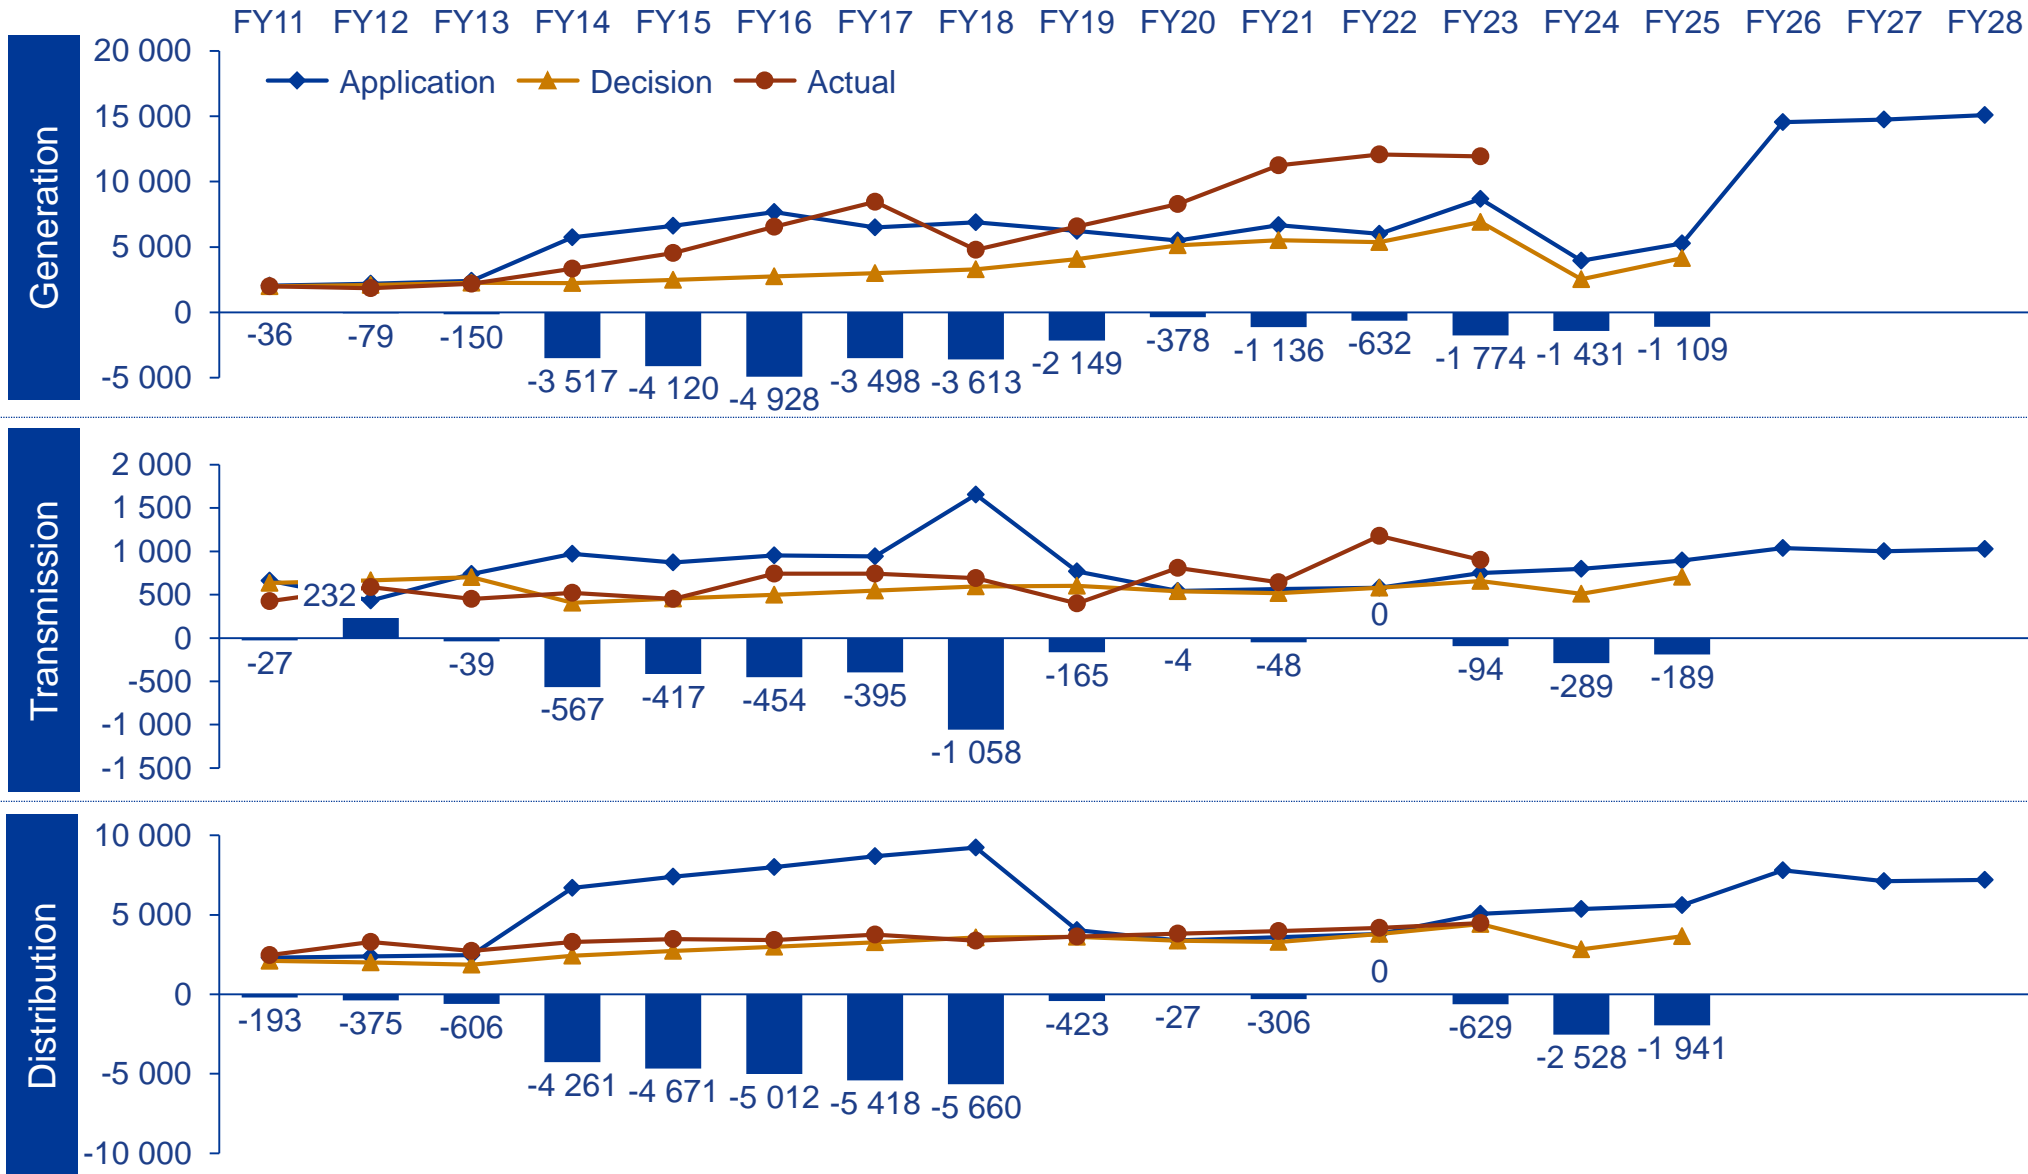 FY11 FY12 FY13 FY14 FY15 FY16 FY17 FY18 FY19 FY20 FY21 FY22 FY23 FY24 FY25 FY26 FY27 FY28
Generation
20 000
15 000
10 000
5 000
0
-5 000
Application Decision Actual
-36 -79 -150 -3 517 -4 120 -4 928 -3 498 -3 613 -2 149 -378 -1 136 -632 -1 774 -1 431 -1 109
Transmission
2 000
1 500
1 000
500
0
-500
-1 000
-1 500
-27 232 -39 -567 -417 -454 -395 -1 058 -165 -4 -48 0 -94 -289 -189
Distribution
10 000
5 000
0
-5 000
-10 000
-193 -375 -606 -4 261 -4 671 -5 012 -5 418 -5 660 -423 -27 -306 0 -629 -2 528 -1 941